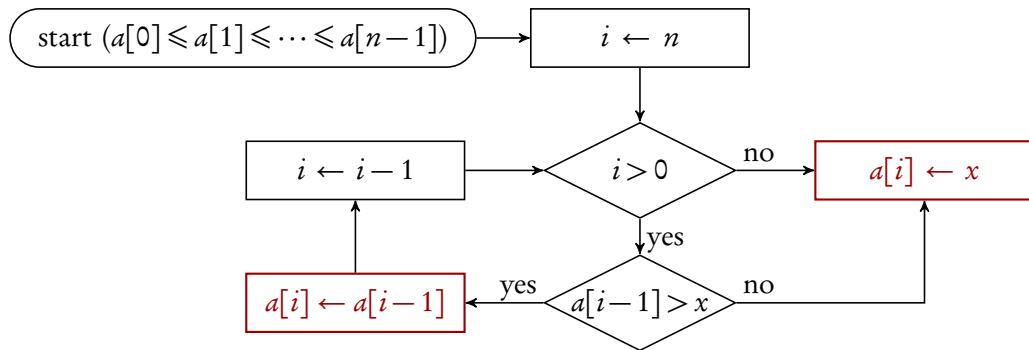 start (a[0] ⩽ a[1] ⩽ ⋯ ⩽ a[n−1])
i ← n
i ← i−1
i > 0
no
a[i] ← x
yes
a[i] ← a[i−1]
yes
a[i−1] > x
no